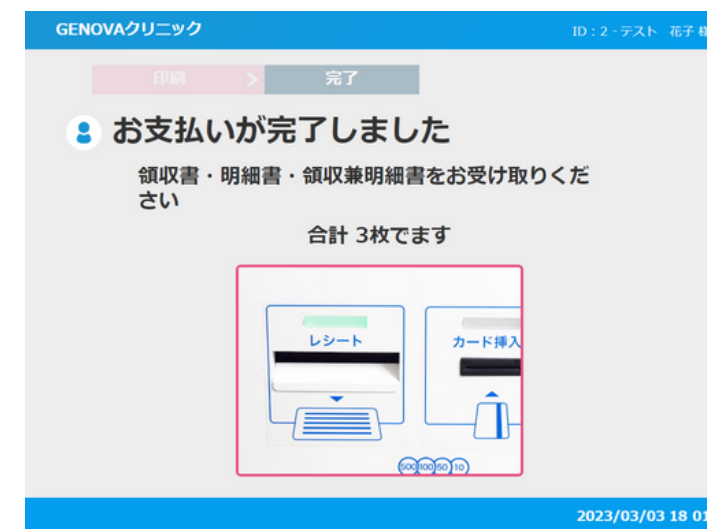 GENOVAクリニック
ID：2 - テスト 花子 様
印刷
完了
お支払いが完了しました
領収書・明細書・領収兼明細書をお受け取りくだ
さい
合計 3枚でます
レシート
カード挿入
500 100 50 10
2023/03/03 18 01